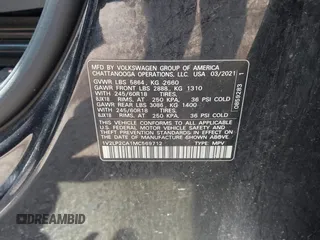 MFD BY VOLKSWAGEN GROUP OF AMERICA
CHATTANOOGA OPERATIONS, LLC. USA 03/2021
GVWR LBS 5864, KG 2660
GAWR FRONT LBS 2888, KG 1310
WITH 245/60R18 TIRES,
RIMS, AT 250 KPA, 36 PSI COLD
GAWR REAR LBS 3086, KG 1400
WITH 245/60R18 TIRES,
RIMS, AT 250 KPA, 36 PSI COLD
THIS VEHICLE CONFORMS TO ALL APPLICABLE
FEDERAL MOTOR VEHICLE SAFETY AND
THEFT PREVENTION STANDARDS IN
EFFECT ON THE DATE OF
MANUFACTURE SHOWN ABOVE.
TYPE: MPV
© AUTOBIDMASTER